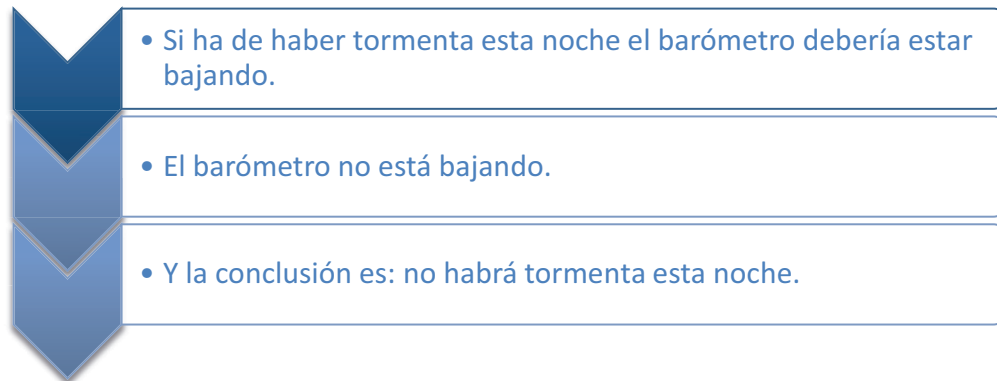 • Si ha de haber tormenta esta noche el barómetro debería estar
bajando.
• El barómetro no está bajando.
• Y la conclusión es: no habrá tormenta esta noche.